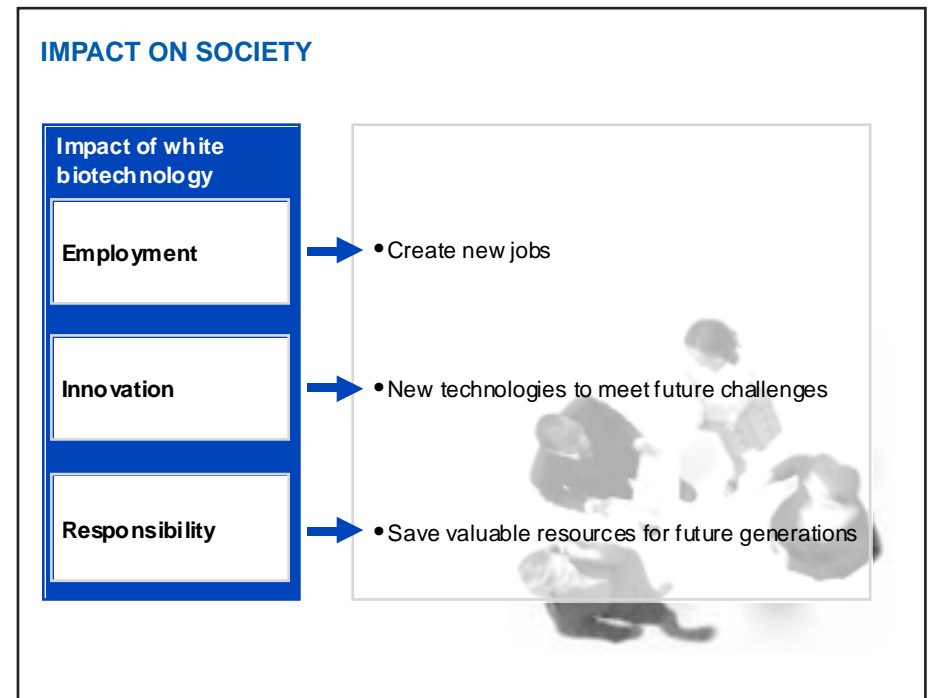 IMPACT ON SOCIETY
Impact of white
biotechnology
Employment
• Create new jobs
Innovation
• New technologies to meet future challenges
Responsibility
• Save valuable resources for future generations